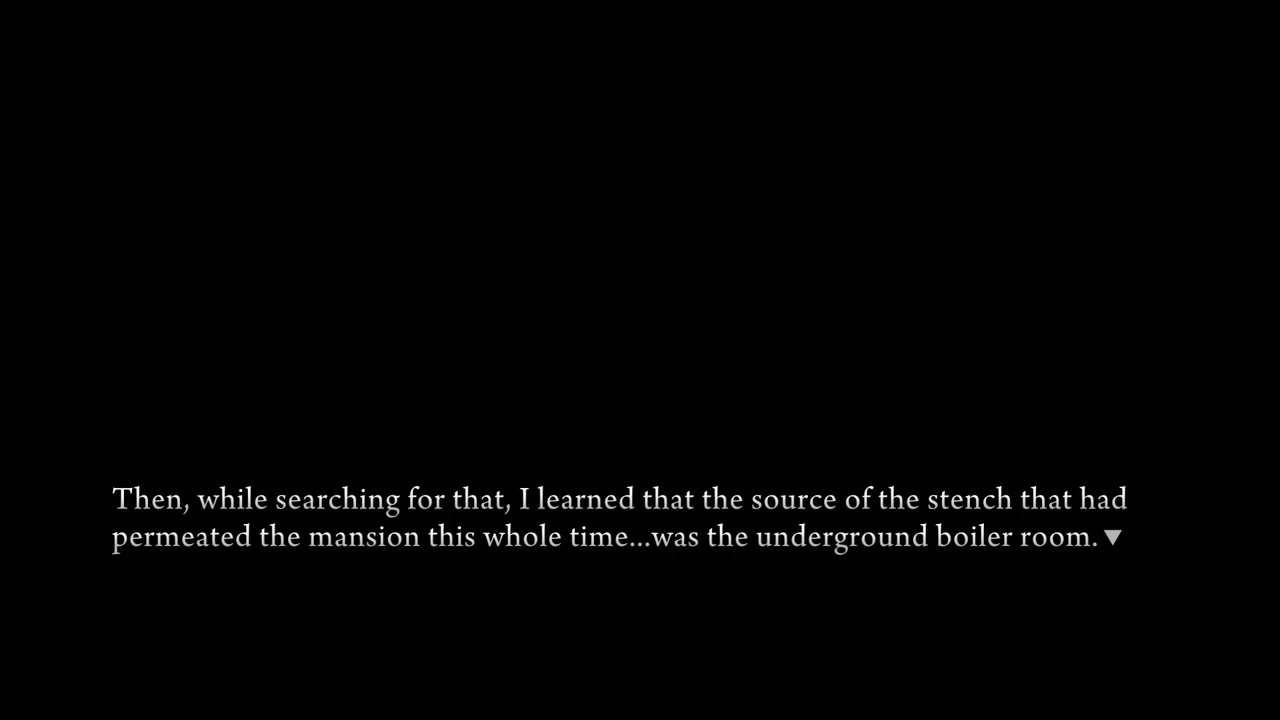 Then, while searching for that, I learned that the source of the stench that had
permeated the mansion this whole time...was the underground boiler room.